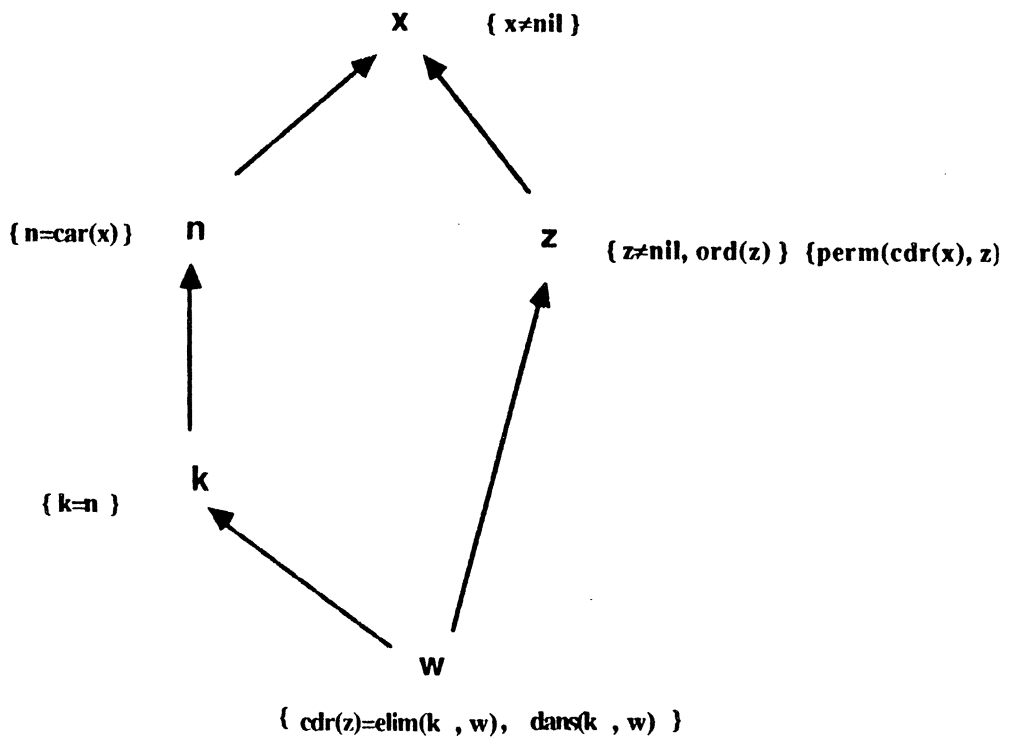 x { x≠nil }
{ n=car(x) } n z { z≠nil, ord(z) } {perm(cdr(x), z)
k
{ k=n }
w
{ cdr(z)=elim(k , w), dans(k , w) }